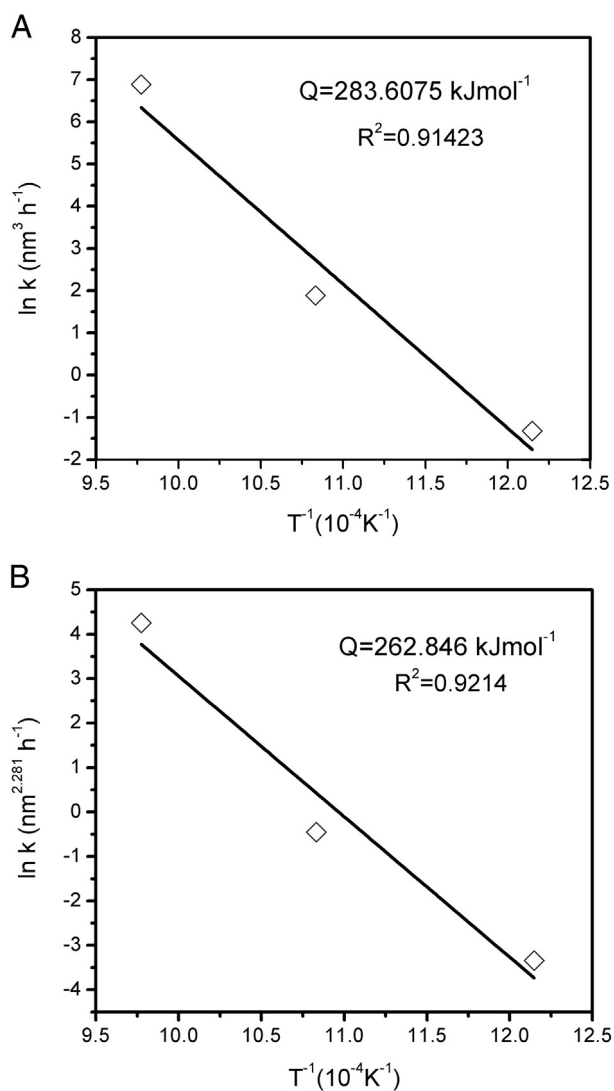 A
8
7
6
5
4
3
2
1
0
-1
-2
Q=283.6075 kJmol⁻¹
R²=0.91423
ln k (nm³ h⁻¹)
9.5 10.0 10.5 11.0 11.5 12.0 12.5
T⁻¹(10⁻⁴K⁻¹)
B
5
4
3
2
1
0
-1
-2
-3
-4
Q=262.846 kJmol⁻¹
R²=0.9214
ln k (nm²·²⁸¹ h⁻¹)
9.5 10.0 10.5 11.0 11.5 12.0 12.5
T⁻¹(10⁻⁴K⁻¹)